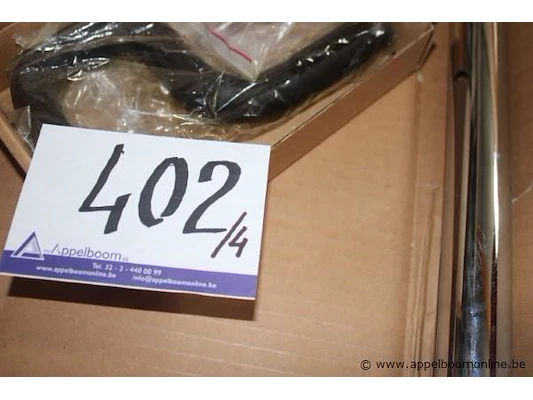 402/4
Appelboom
Tel. 32 - 3 - 440 00 99
www.appelboomonline.be info@appelboomonline.be
© www.appelboomonline.be